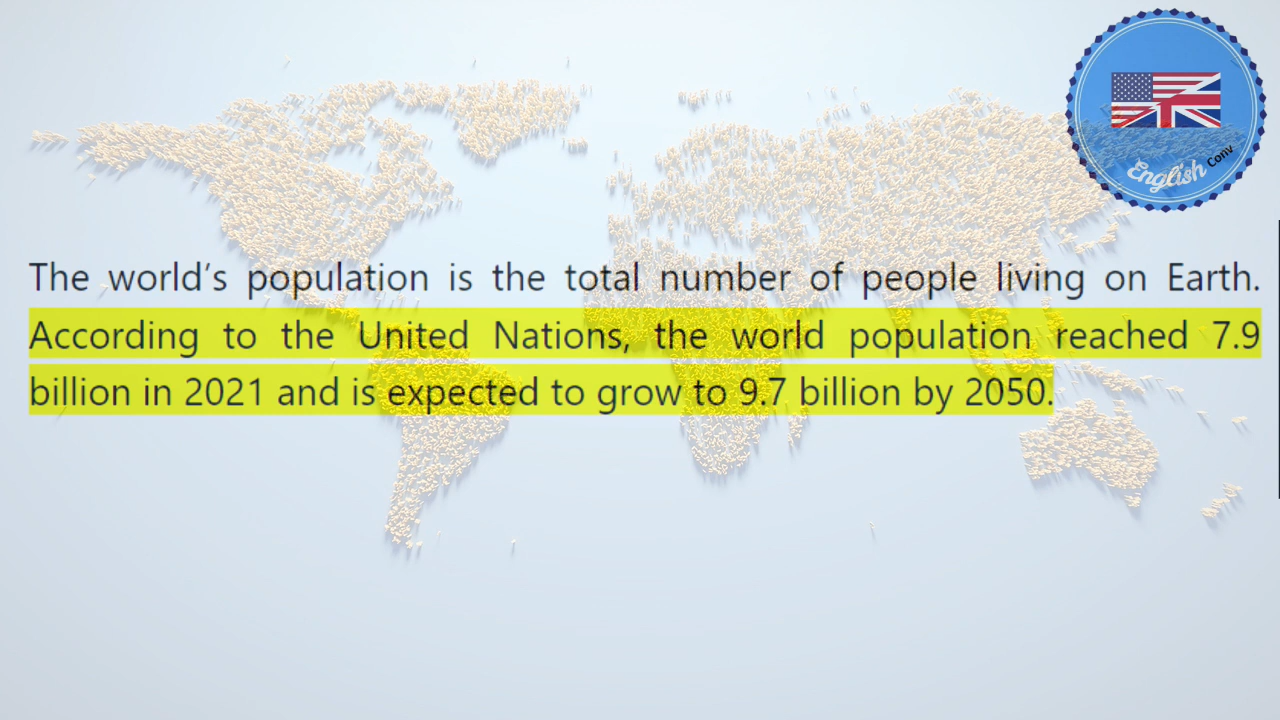 English Conv
The world’s population is the total number of people living on Earth.
According to the United Nations, the world population reached 7.9
billion in 2021 and is expected to grow to 9.7 billion by 2050.